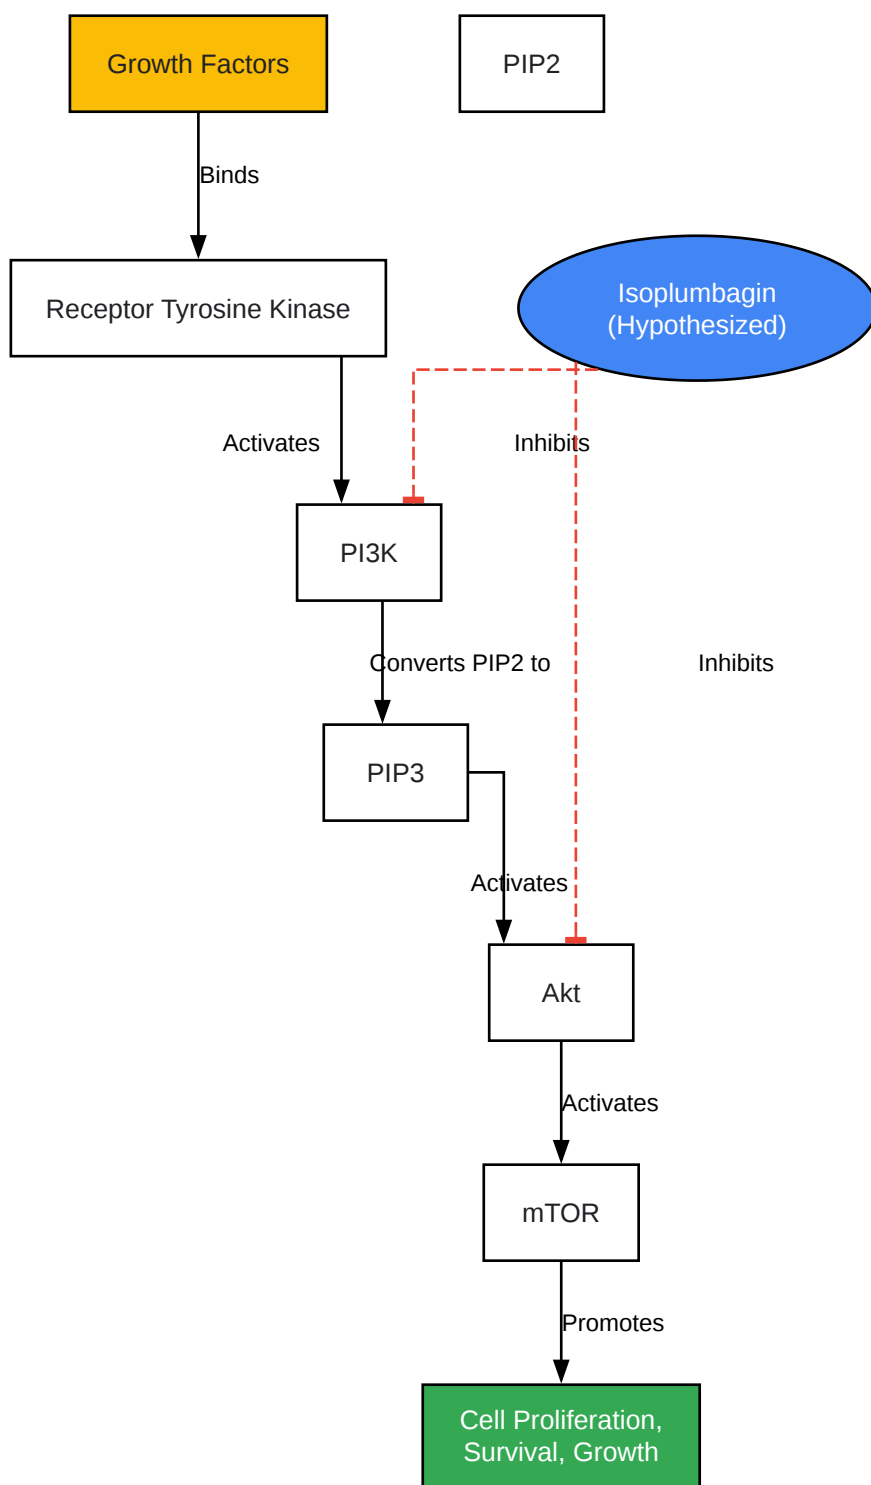 Growth Factors
PIP2
Binds
Isoplumbagin
(Hypothesized)
Receptor Tyrosine Kinase
Activates
Inhibits
PI3K
Converts PIP2 to
Inhibits
PIP3
Activates
Akt
Activates
mTOR
Promotes
Cell Proliferation,
Survival, Growth